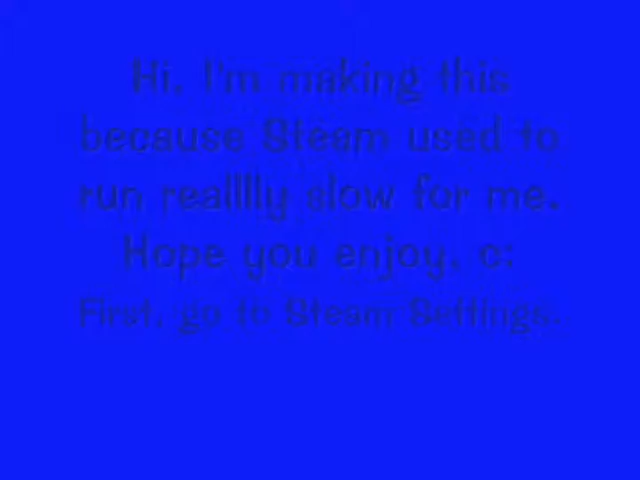 Hi, I'm making this
because Steam used to
run realllly slow for me.
Hope you enjoy. c:
First, go to Steam Settings.